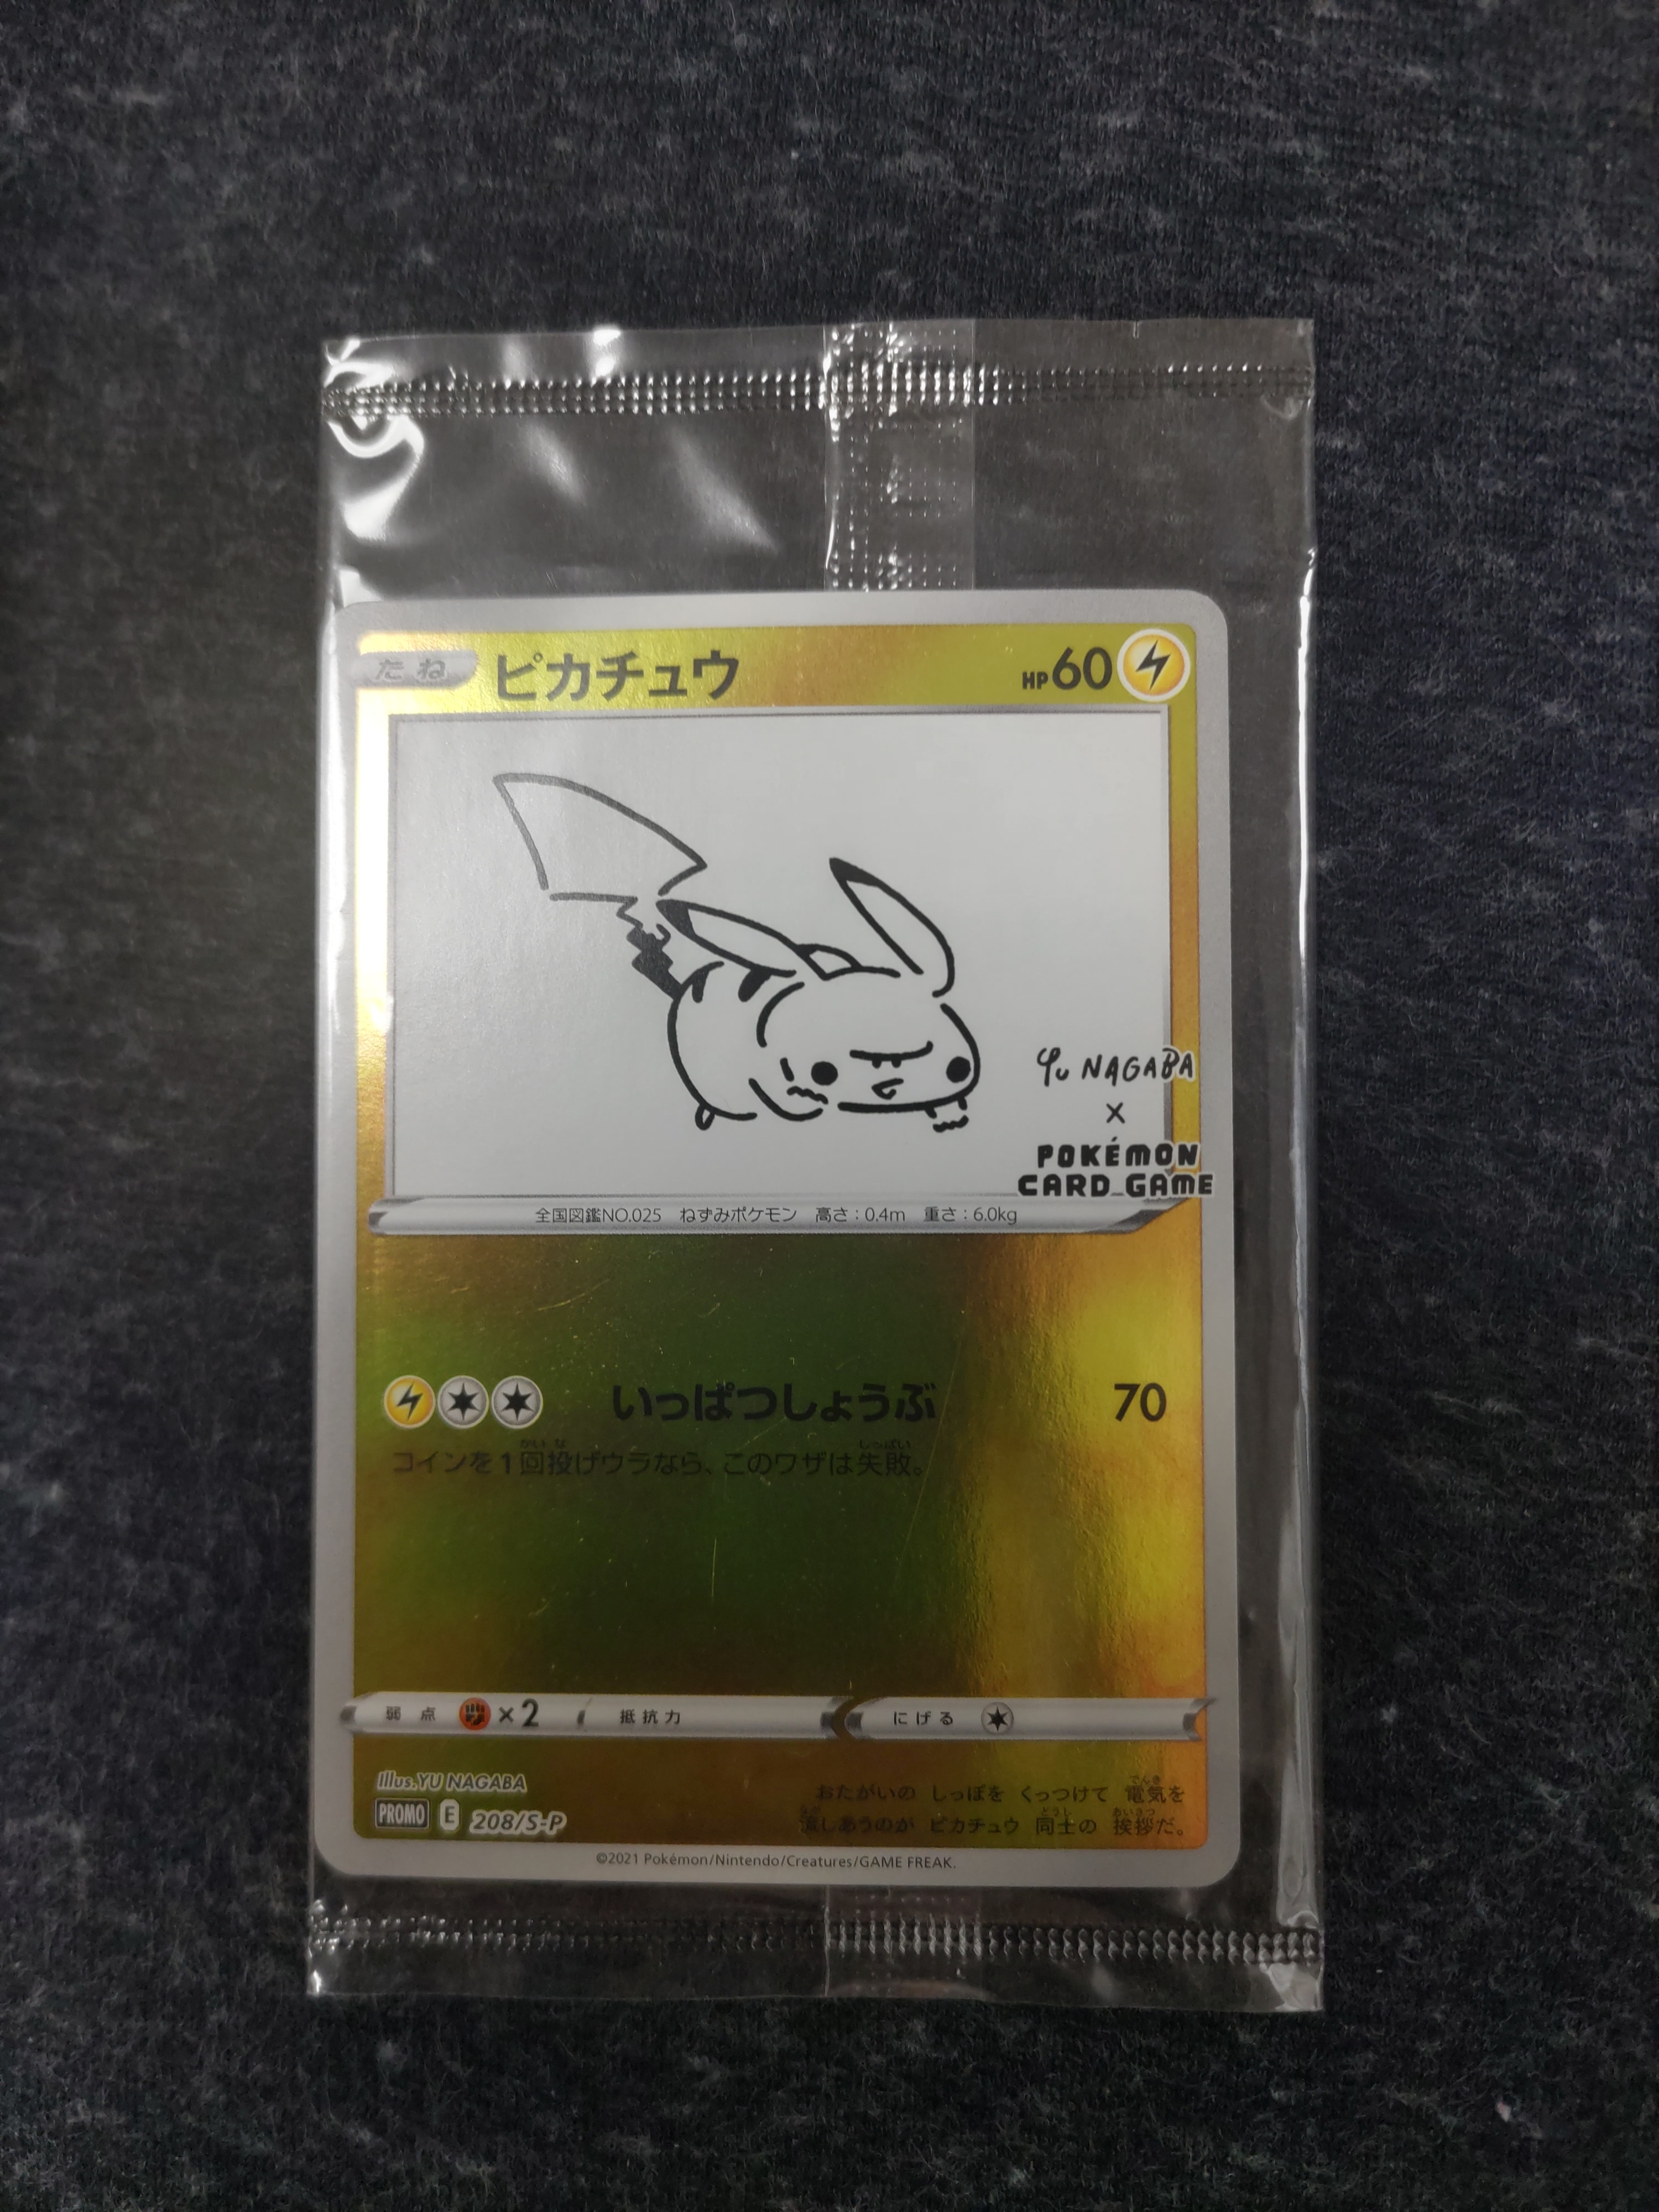 たね ピカチュウ HP60
Yu NAGABA
×
POKÉMON
CARD GAME
全国図鑑NO.025 ねずみポケモン 高さ:0.4m 重さ:6.0kg
いっぱつしょうぶ 70
コインを1回投げウラなら、このワザは失敗。
弱点 ×2 抵抗力 にげる
Illus.YU NAGABA
PROMO E 208/S-P
おたがいの しっぽを くっつけて 電気を
流しあうのが ピカチュウ 同士の 挨拶だ。
©2021 Pokémon/Nintendo/Creatures/GAME FREAK.